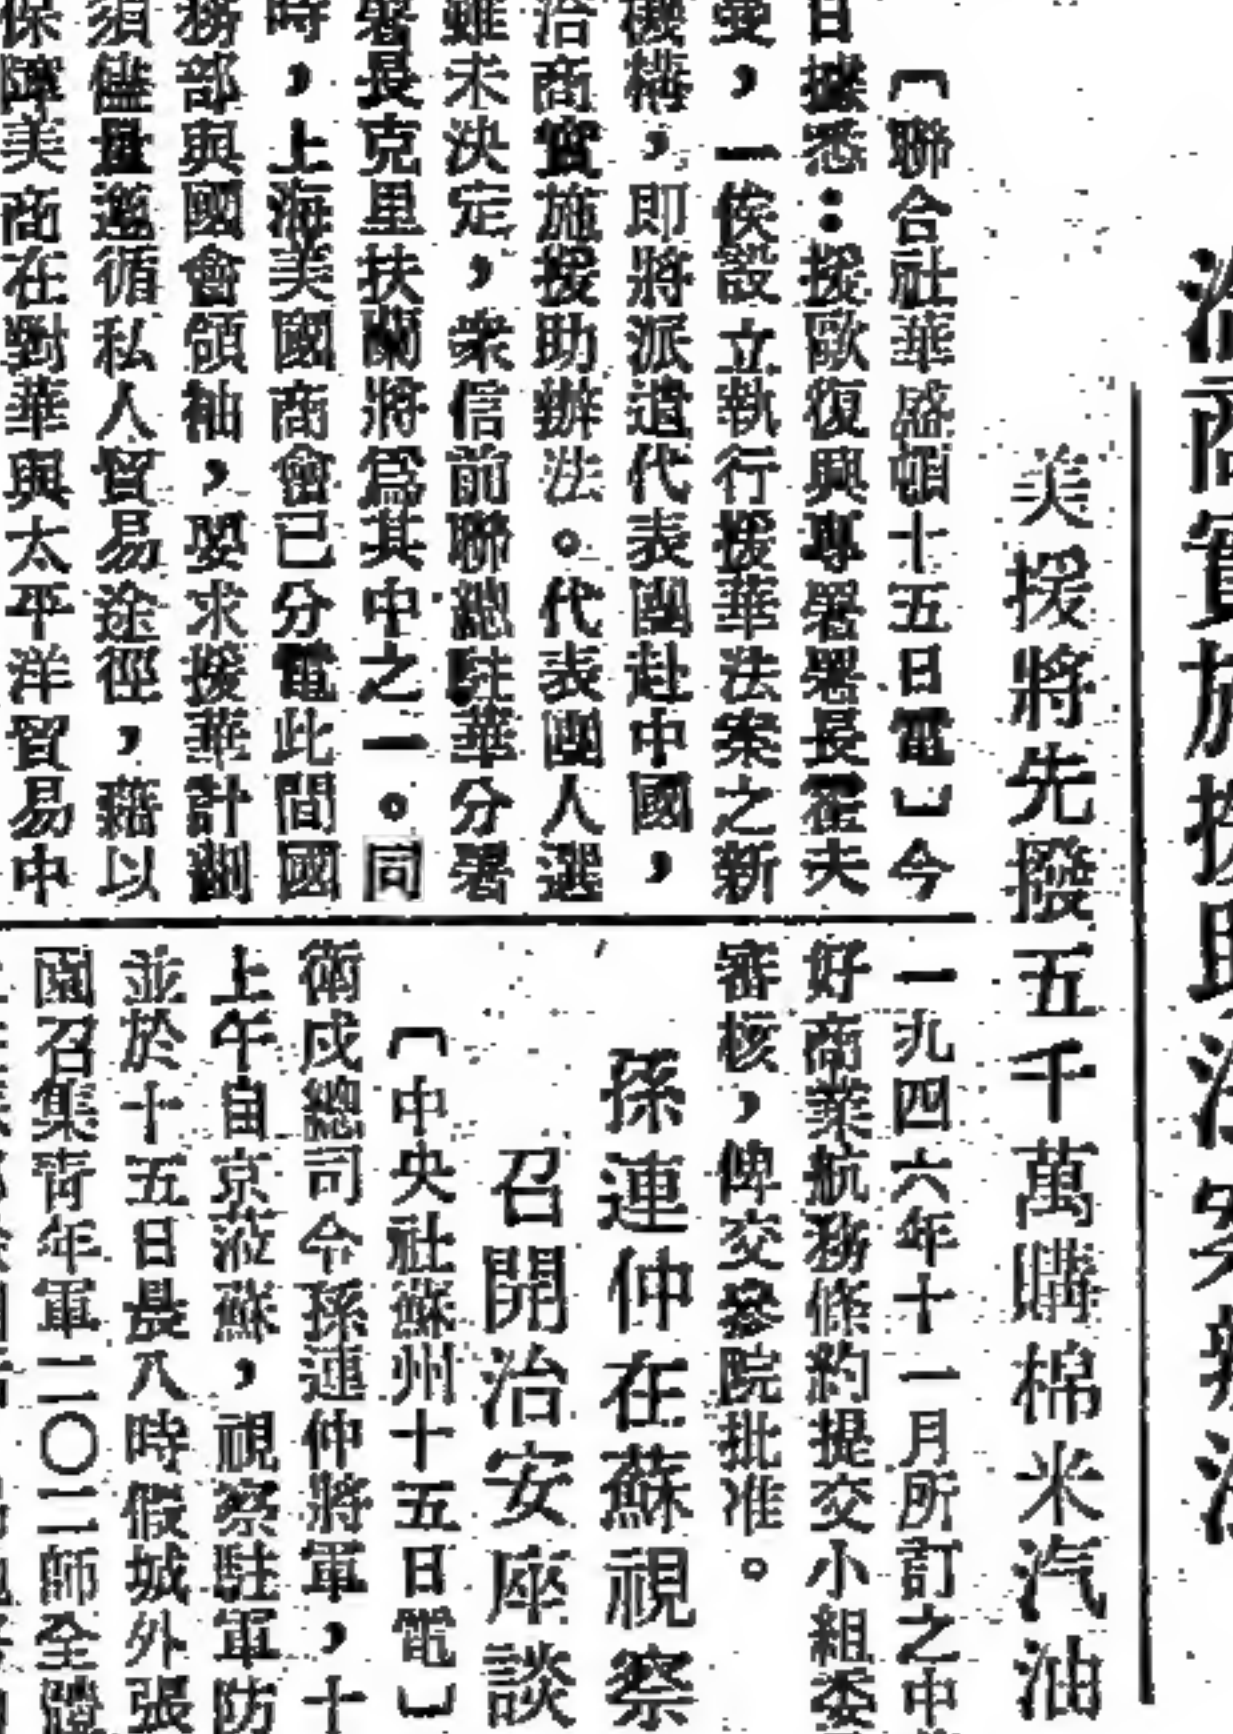 洽商實施援助法案辦法
美援將先撥五千萬購棉米汽油
〔聯合社華盛頓十五日電〕今
日據悉：援歐復興專署署長霍夫
曼，一俟設立執行援華法案之新
機構，即將派遣代表團赴中國，
洽商實施援助辦法。代表團人選
雖未決定，衆信前聯總駐華分署
署長克里扶蘭將爲其中之一。同
時，上海美國商會已分電此間國
務部與國會領袖，要求援華計劃
須儘量遵循私人貿易途徑，藉以
保障美商在對華與太平洋貿易中
一九四六年十一月所訂之中
好商業航務條約提交小組委
審核，俾交參院批准。
孫連仲在蘇視察
召開治安座談
〔中央社蘇州十五日電〕
衛戍總司令孫連仲將軍，十
上午自京蒞蘇，視察駐軍防
並於十五日晨八時假城外張
園召集青年軍二〇二師全體